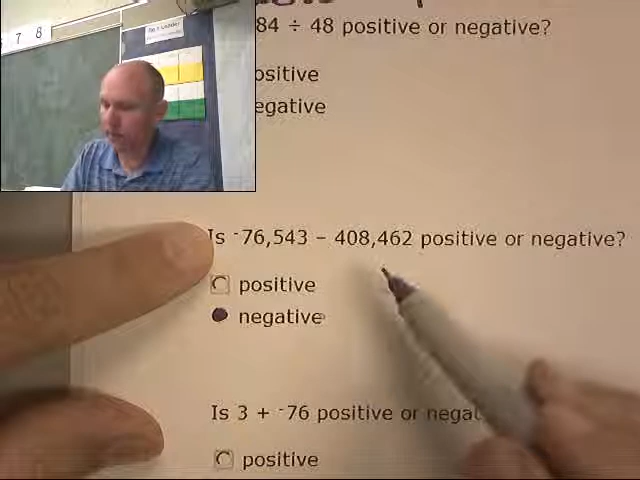 7 8
84 ÷ 48 positive or negative?
ositive
egative
Is ⁻76,543 – 408,462 positive or negative?
positive
negative
Is 3 + ⁻76 positive or negat
positive